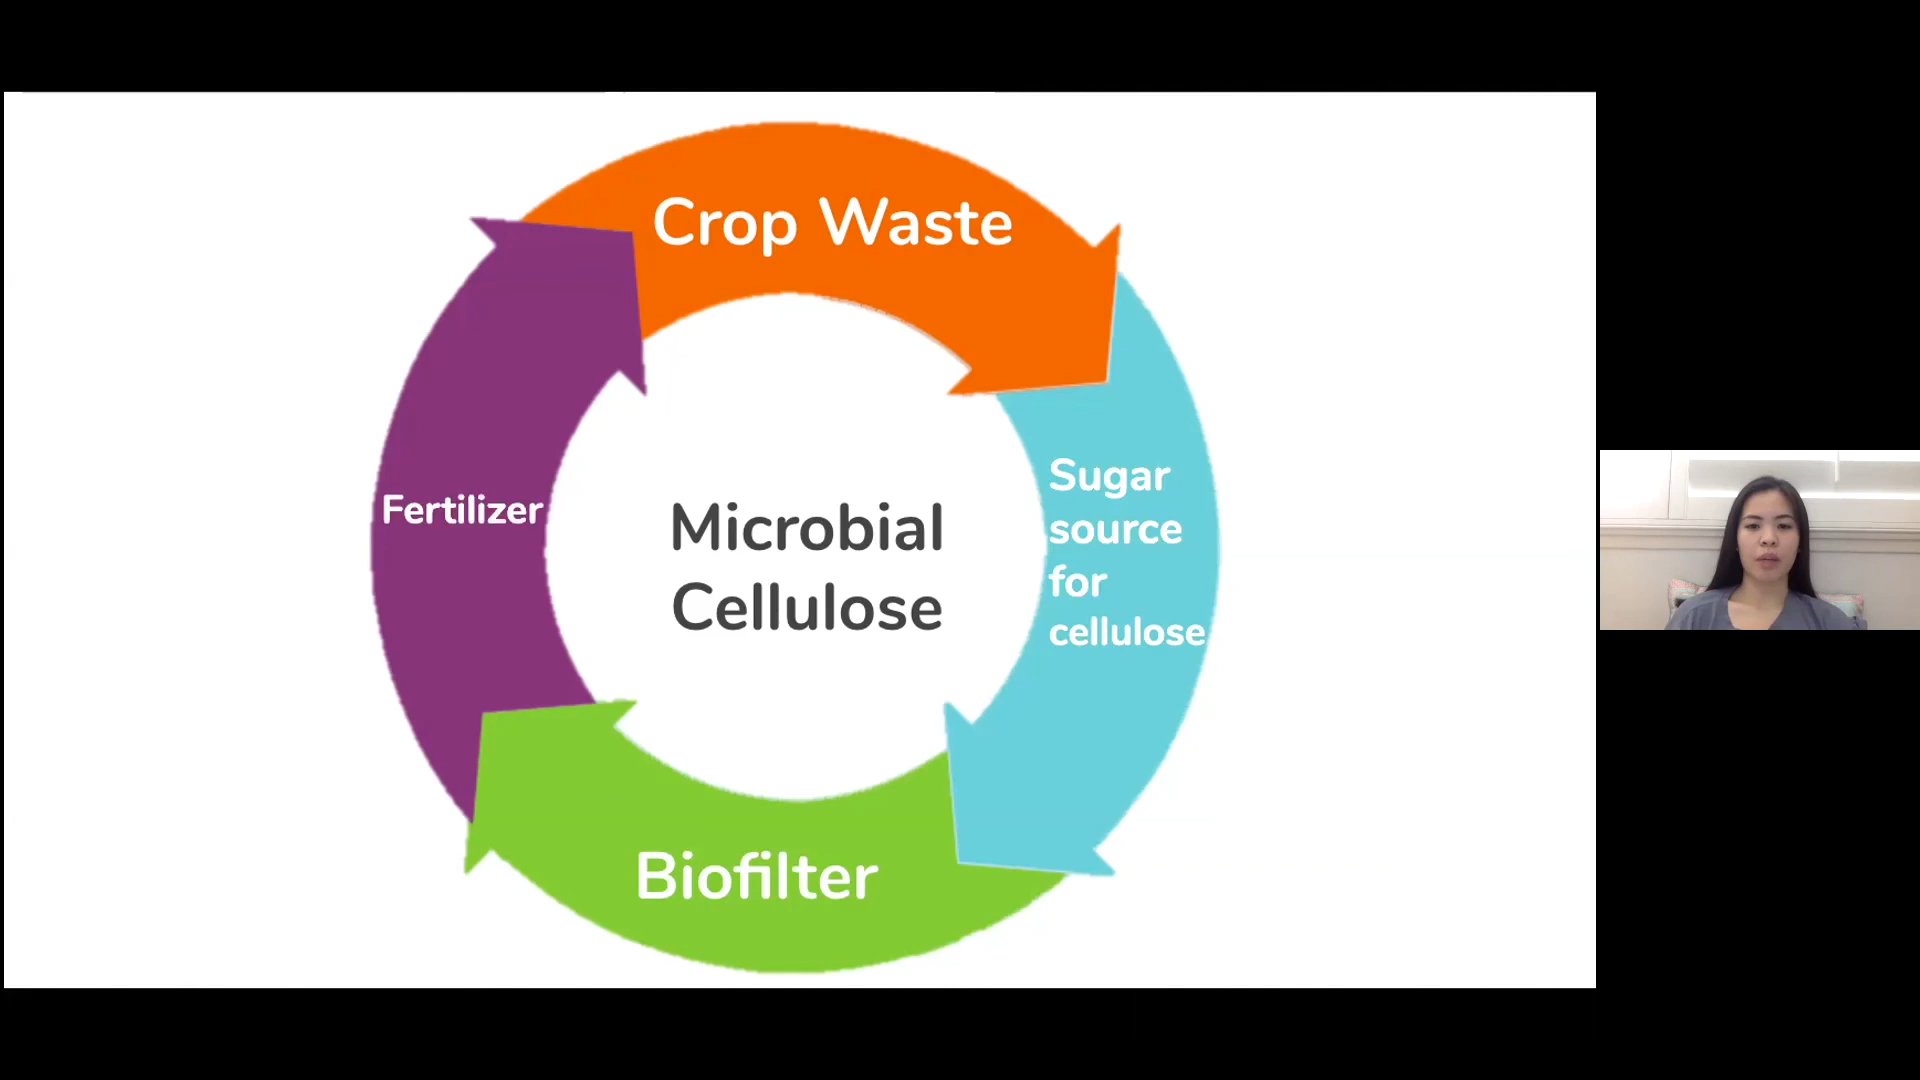 Crop Waste
Sugar
source
for
cellulose
Fertilizer
Microbial
Cellulose
Biofilter